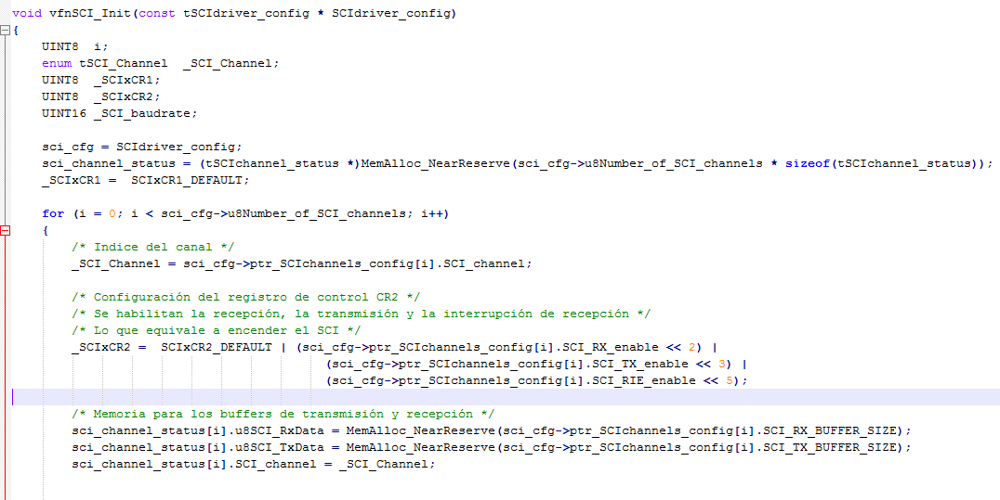 void vfnSCI_Init(const tSCIdriver_config * SCIdriver_config)
{
UINT8 i;
enum tSCI_Channel _SCI_Channel;
UINT8 _SCIxCR1;
UINT8 _SCIxCR2;
UINT16 _SCI_baudrate;
sci_cfg = SCIdriver_config;
sci_channel_status = (tSCIchannel_status *)MemAlloc_NearReserve(sci_cfg->u8Number_of_SCI_channels * sizeof(tSCIchannel_status));
_SCIxCR1 = SCIxCR1_DEFAULT;
for (i = 0; i < sci_cfg->u8Number_of_SCI_channels; i++)
{
/* Indice del canal */
_SCI_Channel = sci_cfg->ptr_SCIchannels_config[i].SCI_channel;
/* Configuración del registro de control CR2 */
/* Se habilitan la recepción, la transmisión y la interrupción de recepción */
/* Lo que equivale a encender el SCI */
_SCIxCR2 = SCIxCR2_DEFAULT | (sci_cfg->ptr_SCIchannels_config[i].SCI_RX_enable << 2) |
(sci_cfg->ptr_SCIchannels_config[i].SCI_TX_enable << 3) |
(sci_cfg->ptr_SCIchannels_config[i].SCI_RIE_enable << 5);
/* Memoria para los buffers de transmisión y recepción */
sci_channel_status[i].u8SCI_RxData = MemAlloc_NearReserve(sci_cfg->ptr_SCIchannels_config[i].SCI_RX_BUFFER_SIZE);
sci_channel_status[i].u8SCI_TxData = MemAlloc_NearReserve(sci_cfg->ptr_SCIchannels_config[i].SCI_TX_BUFFER_SIZE);
sci_channel_status[i].SCI_channel = _SCI_Channel;